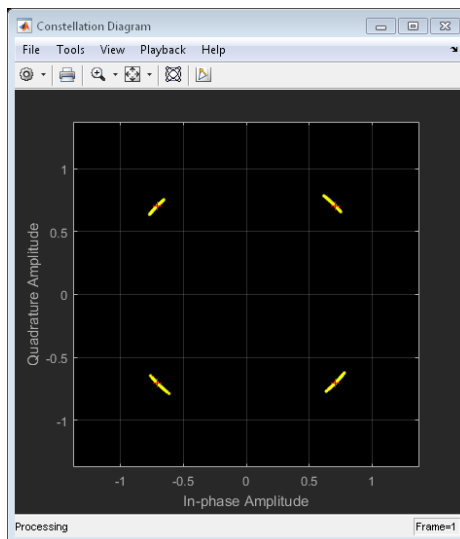 Constellation Diagram
File Tools View Playback Help
1
0.5
0
-0.5
-1
Quadrature Amplitude
-1 -0.5 0 0.5 1
In-phase Amplitude
Processing Frame=1